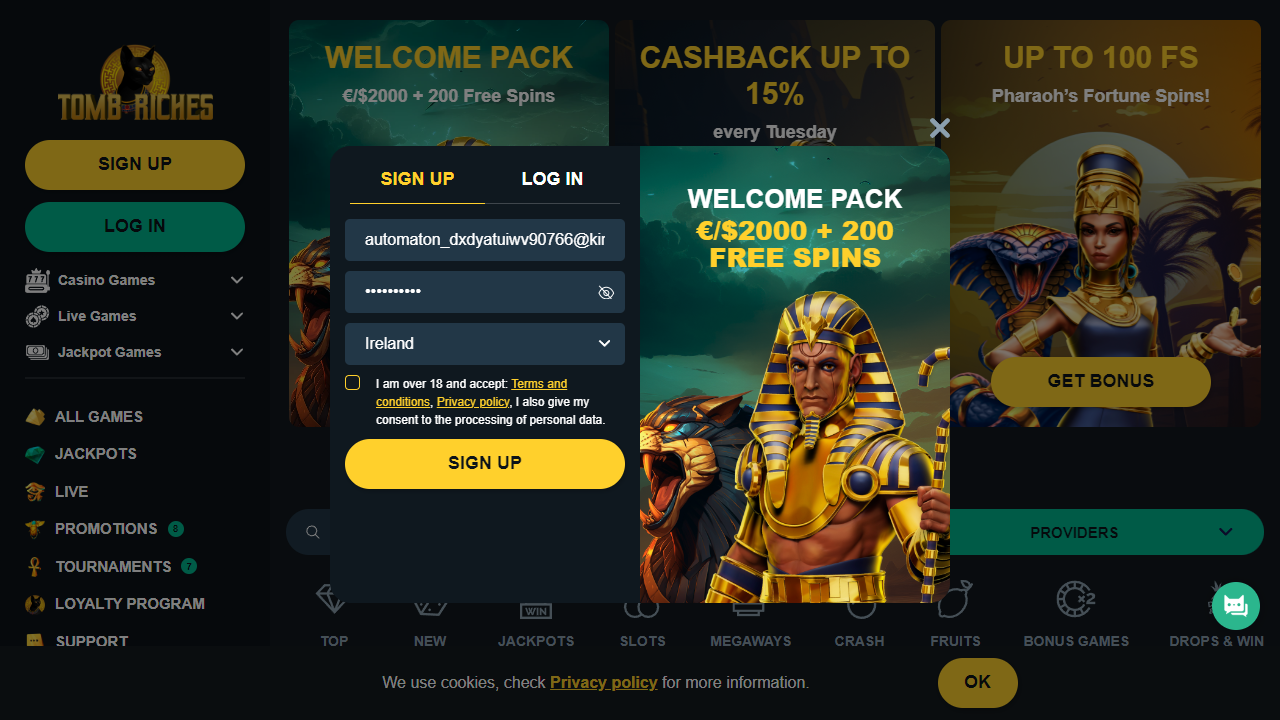 TOMB RICHES
SIGN UP
LOG IN
Casino Games
Live Games
Jackpot Games
ALL GAMES
JACKPOTS
LIVE
PROMOTIONS 8
TOURNAMENTS 7
LOYALTY PROGRAM
SUPPORT
WELCOME PACK
€/$2000 + 200 Free Spins
CASHBACK UP TO
15%
every Tuesday
UP TO 100 FS
Pharaoh’s Fortune Spins!
GET BONUS
SIGN UP LOG IN
automaton_dxdyatuiwv90766@kir
••••••••••
Ireland
I am over 18 and accept: Terms and
conditions, Privacy policy, I also give my
consent to the processing of personal data.
SIGN UP
WELCOME PACK
€/$2000 + 200
FREE SPINS
PROVIDERS
777
WIN
×2
TOP NEW JACKPOTS SLOTS MEGAWAYS CRASH FRUITS BONUS GAMES DROPS & WIN
We use cookies, check Privacy policy for more information.
OK